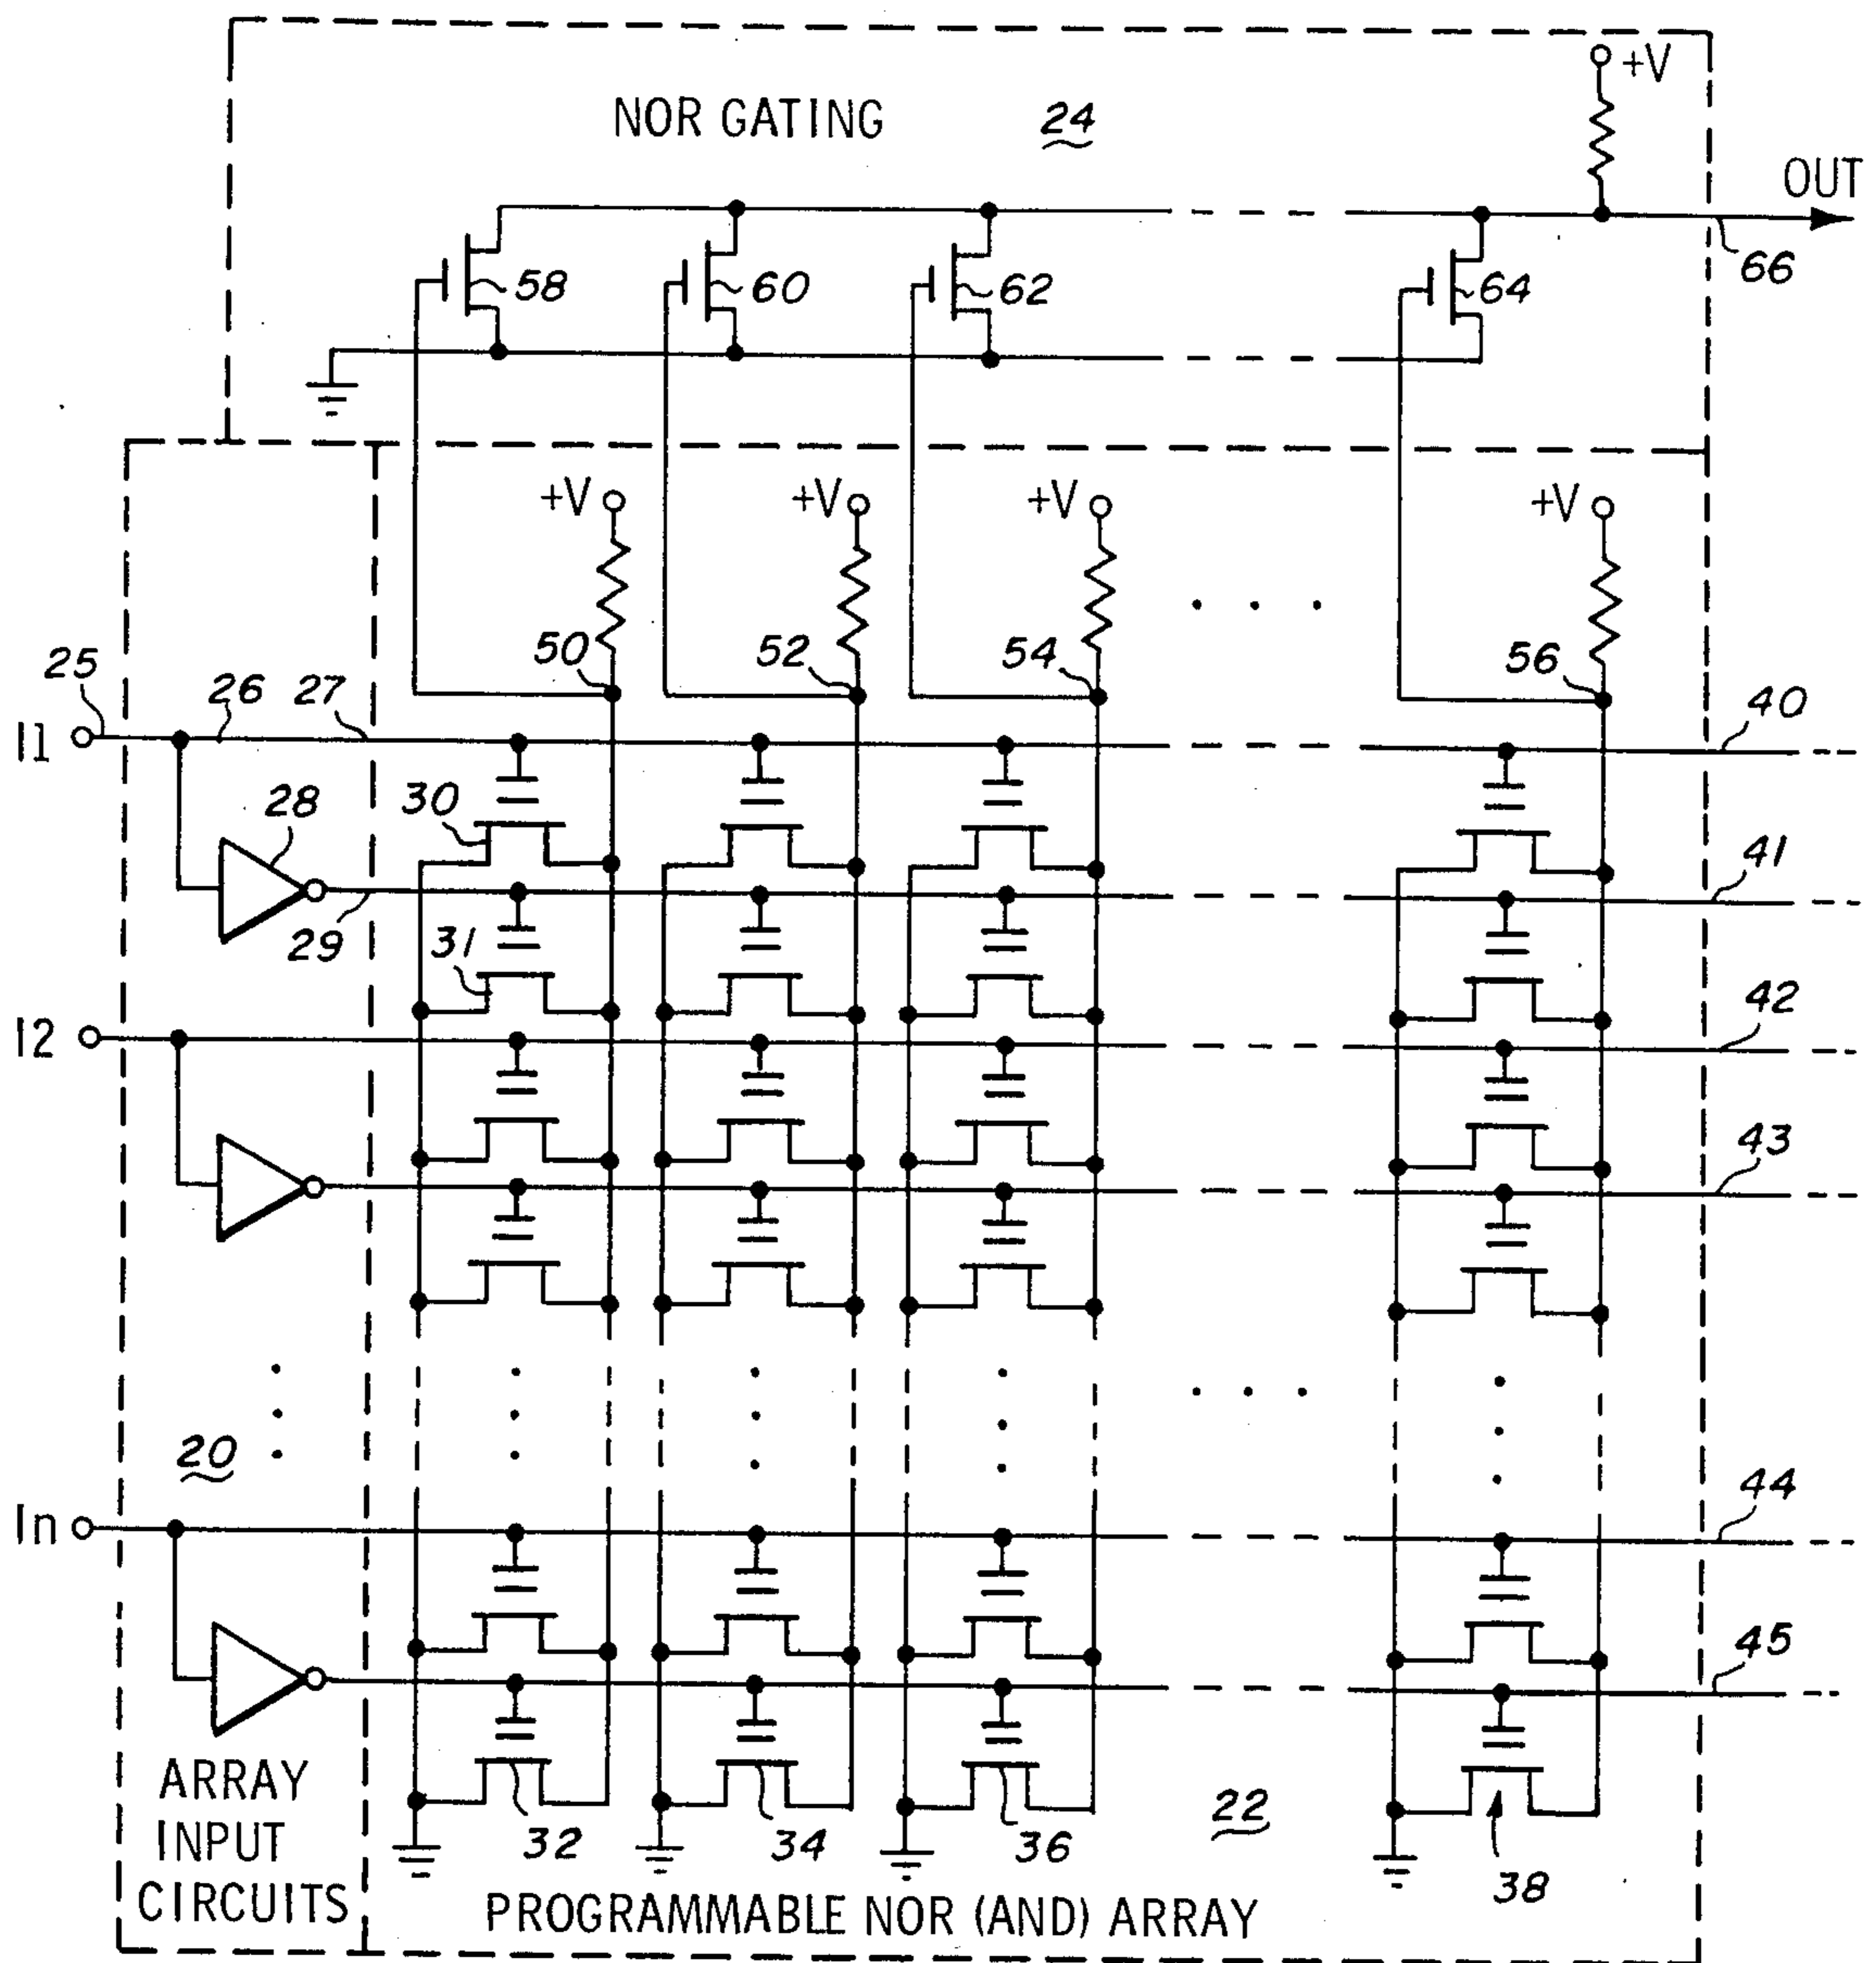 +V
NOR GATING 24
OUT
58 60 62 64 66
+V +V +V +V
50 52 54 56
25 26 27 40
I1
28 30
41
29 31
42
I2
43
20
44
In
45
ARRAY
INPUT
CIRCUITS
32 34 36 22 38
PROGRAMMABLE NOR (AND) ARRAY